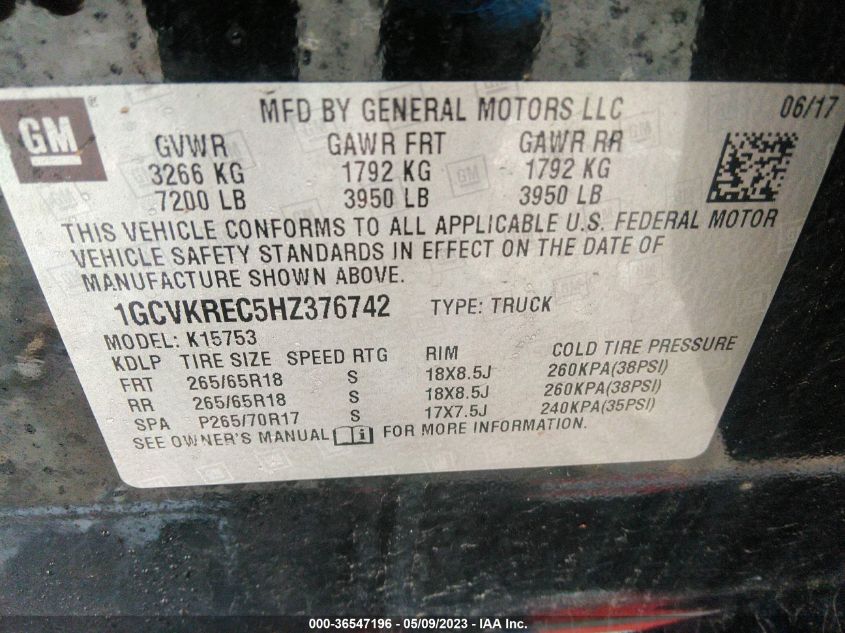 GM
MFD BY GENERAL MOTORS LLC 06/17
GVWR GAWR FRT GAWR RR
3266 KG 1792 KG 1792 KG
7200 LB 3950 LB 3950 LB
THIS VEHICLE CONFORMS TO ALL APPLICABLE U.S. FEDERAL MOTOR
VEHICLE SAFETY STANDARDS IN EFFECT ON THE DATE OF
MANUFACTURE SHOWN ABOVE.
1GCVKREC5HZ376742 TYPE: TRUCK
MODEL: K15753
KDLP TIRE SIZE SPEED RTG RIM COLD TIRE PRESSURE
FRT 265/65R18 S 18X8.5J 260KPA(38PSI)
RR 265/65R18 S 18X8.5J 260KPA(38PSI)
SPA P265/70R17 S 17X7.5J 240KPA(35PSI)
SEE OWNER'S MANUAL FOR MORE INFORMATION.
000-36547196 - 05/09/2023 - © IAA, Inc.